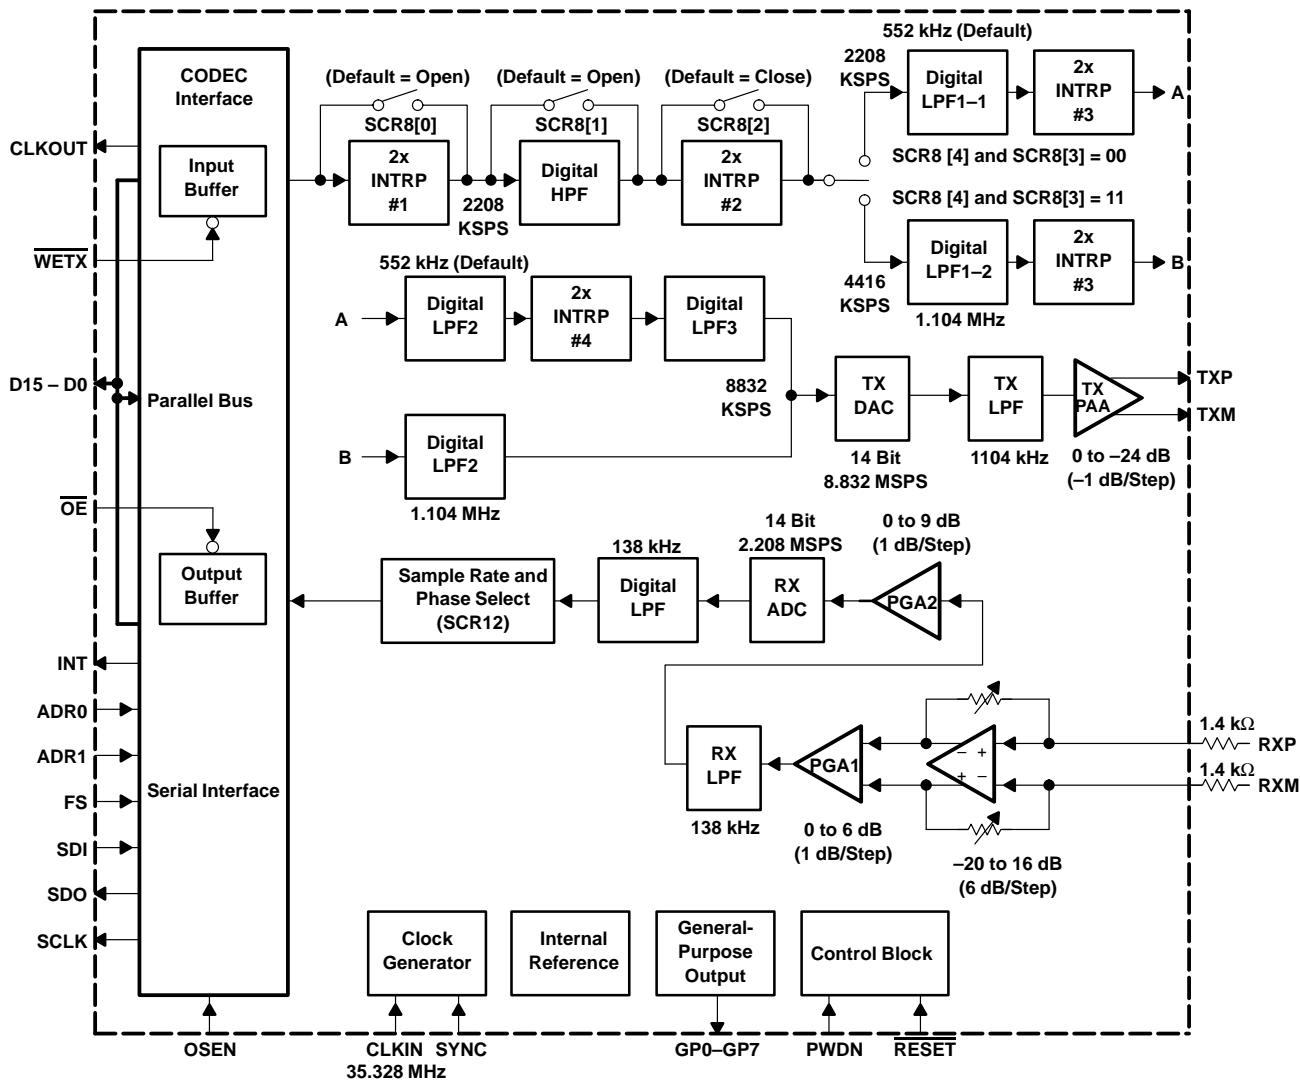 552 kHz (Default)
2208
KSPS
CODEC
Interface
(Default = Open)
(Default = Open)
(Default = Close)
SCR8[0]
SCR8[1]
SCR8[2]
Digital
LPF1–1
2x
INTRP
#3
A
CLKOUT
Input
Buffer
2x
INTRP
#1
2208
KSPS
Digital
HPF
2x
INTRP
#2
SCR8 [4] and SCR8[3] = 00
SCR8 [4] and SCR8[3] = 11
WETX
4416
KSPS
Digital
LPF1–2
1.104 MHz
2x
INTRP
#3
B
552 kHz (Default)
A
Digital
LPF2
2x
INTRP
#4
Digital
LPF3
D15 – D0
Parallel Bus
8832
KSPS
TX
DAC
14 Bit
8.832 MSPS
TX
LPF
1104 kHz
TX
PAA
0 to –24 dB
(–1 dB/Step)
TXP
TXM
B
Digital
LPF2
1.104 MHz
OE
Output
Buffer
Sample Rate and
Phase Select
(SCR12)
138 kHz
Digital
LPF
14 Bit
2.208 MSPS
RX
ADC
0 to 9 dB
(1 dB/Step)
PGA2
INT
ADR0
ADR1
FS
SDI
SDO
SCLK
Serial Interface
RX
LPF
138 kHz
PGA1
0 to 6 dB
(1 dB/Step)
– +
+ –
–20 to 16 dB
(6 dB/Step)
1.4 kΩ
RXP
1.4 kΩ
RXM
Clock
Generator
Internal
Reference
General-
Purpose
Output
Control Block
OSEN
CLKIN
35.328 MHz
SYNC
GP0–GP7
PWDN
RESET